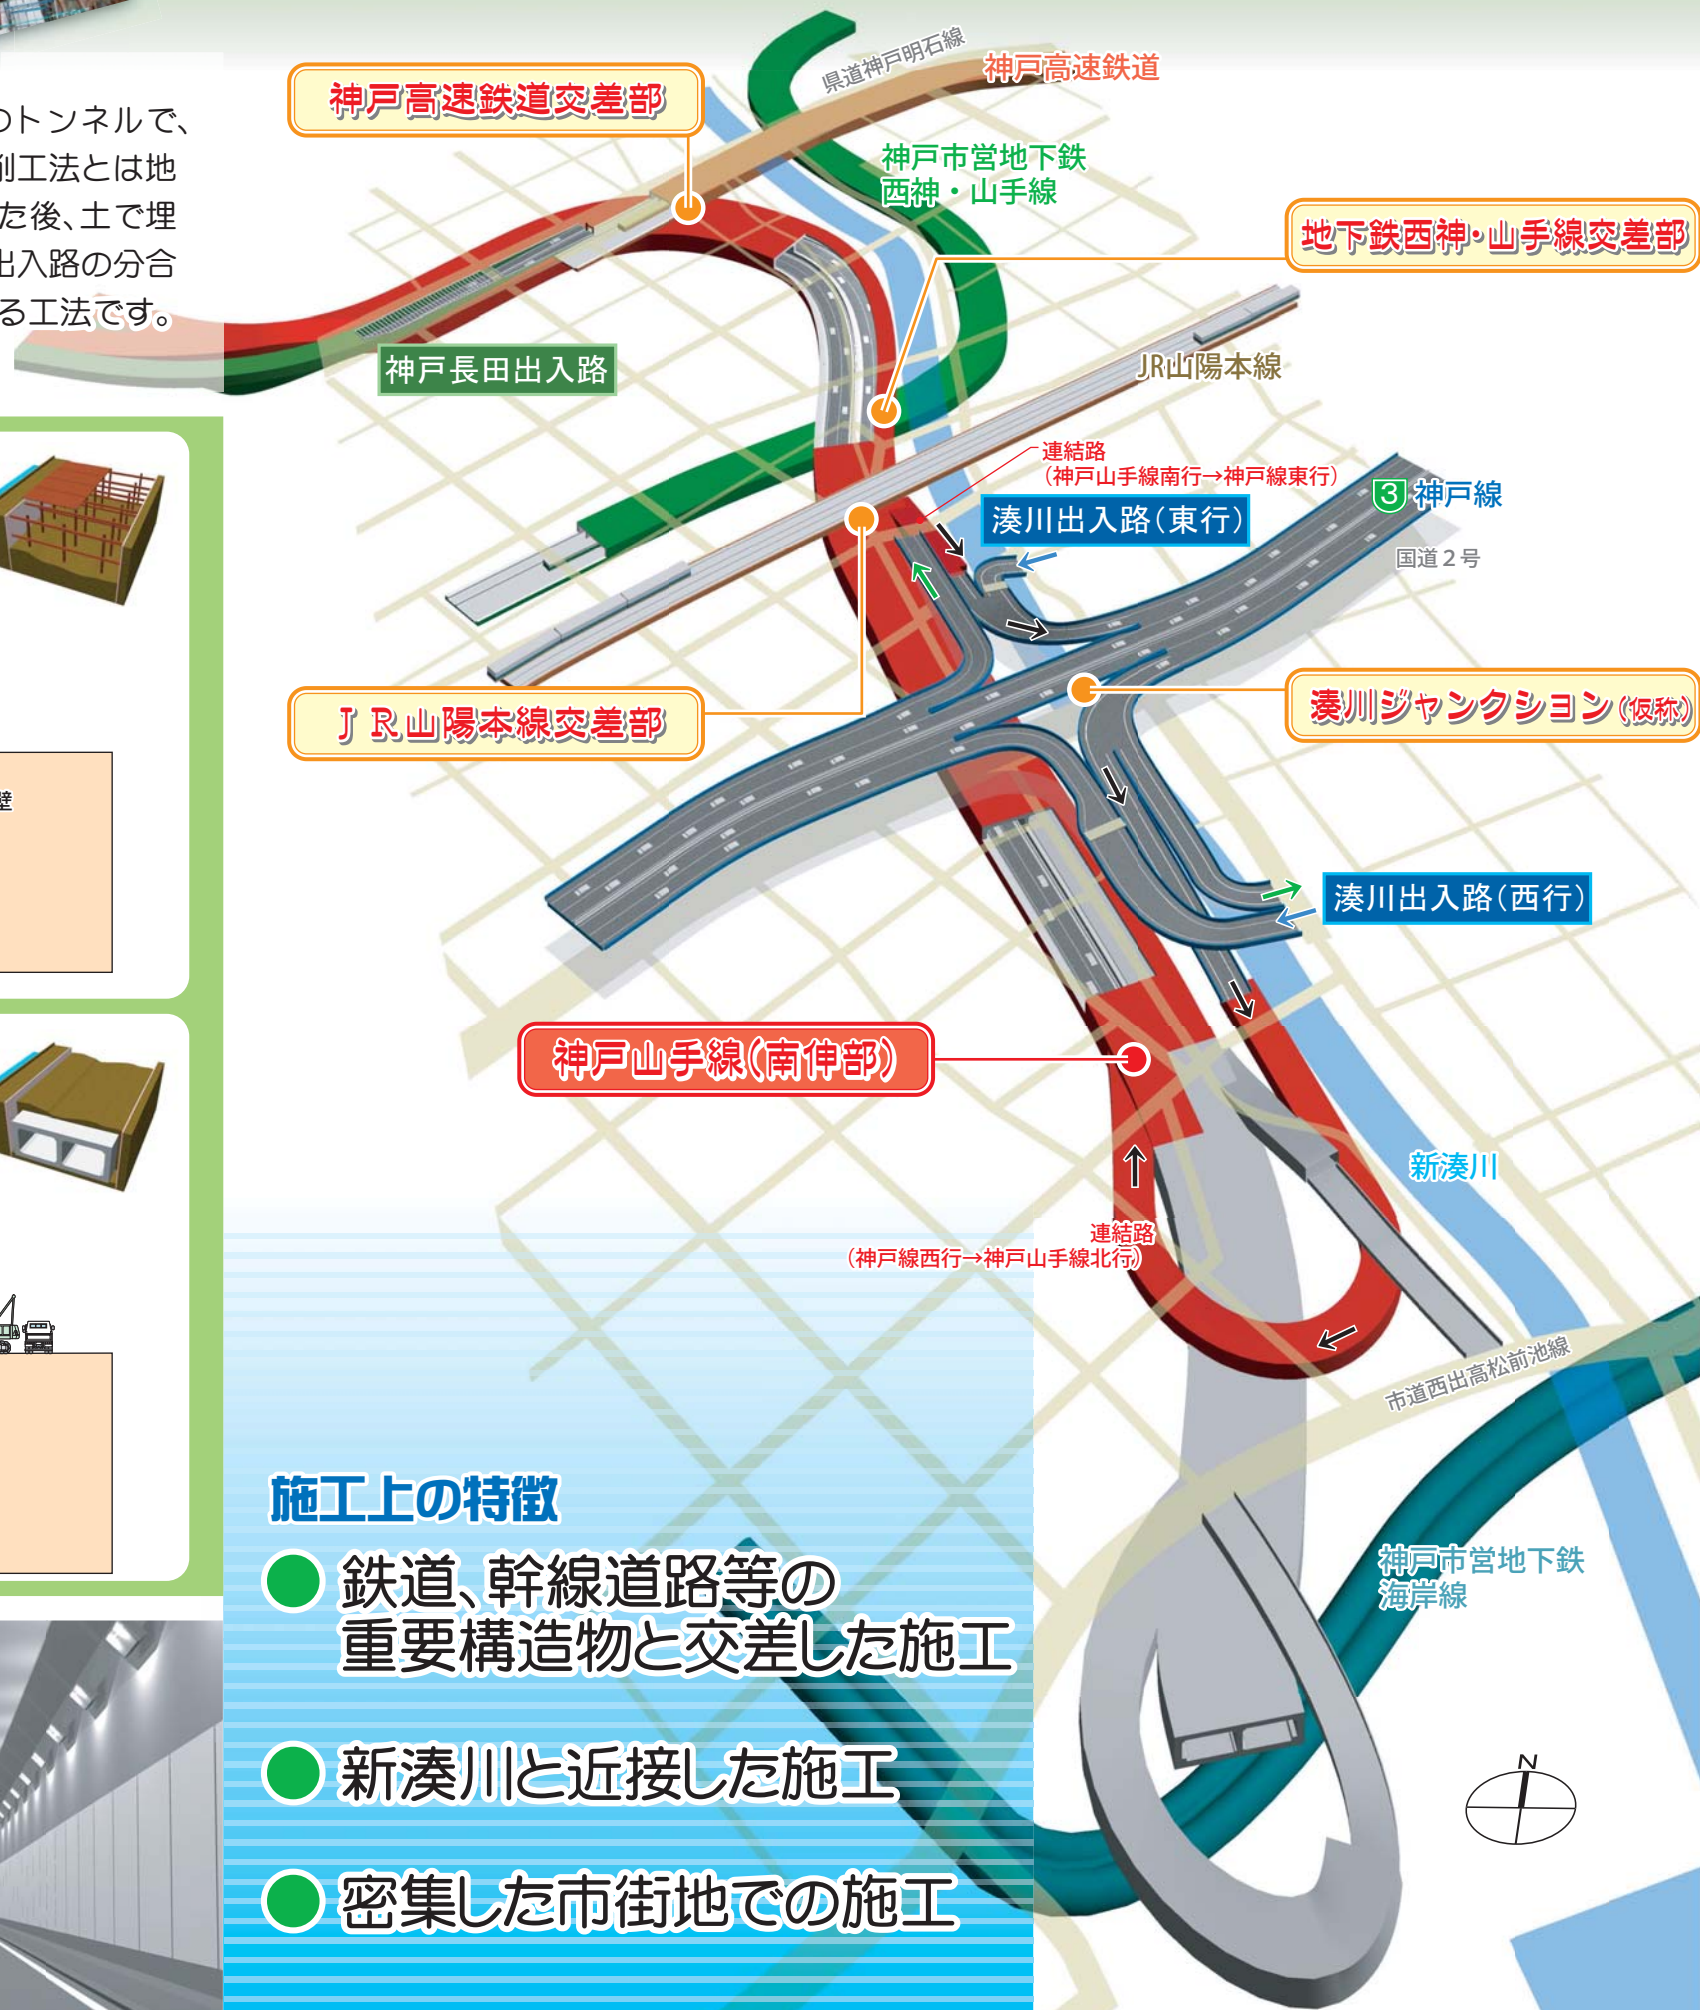 のトンネルで、
削工法とは地
た後、土で埋
出入路の分合
る工法です。
壁
県道神戸明石線
神戸高速鉄道
神戸高速鉄道交差部
神戸市営地下鉄
西神・山手線
地下鉄西神・山手線交差部
神戸長田出入路
JR山陽本線
連結路
（神戸山手線南行→神戸線東行）
湊川出入路（東行）
3 神戸線
国道２号
ＪＲ山陽本線交差部
湊川ジャンクション（仮称）
湊川出入路（西行）
神戸山手線（南伸部）
新湊川
連結路
（神戸線西行→神戸山手線北行）
市道西出高松前池線
神戸市営地下鉄
海岸線
N
施工上の特徴
● 鉄道、幹線道路等の
重要構造物と交差した施工
● 新湊川と近接した施工
● 密集した市街地での施工